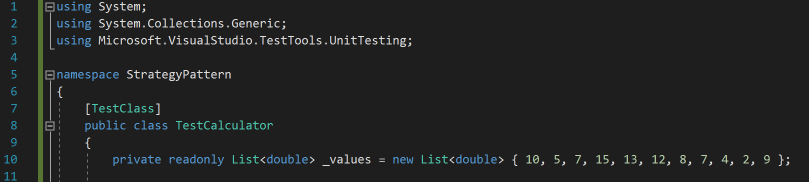 1 using System;
2 using System.Collections.Generic;
3 using Microsoft.VisualStudio.TestTools.UnitTesting;
4
5 namespace StrategyPattern
6 {
7 [TestClass]
8 public class TestCalculator
9 {
10 private readonly List<double> _values = new List<double> { 10, 5, 7, 15, 13, 12, 8, 7, 4, 2, 9 };
11